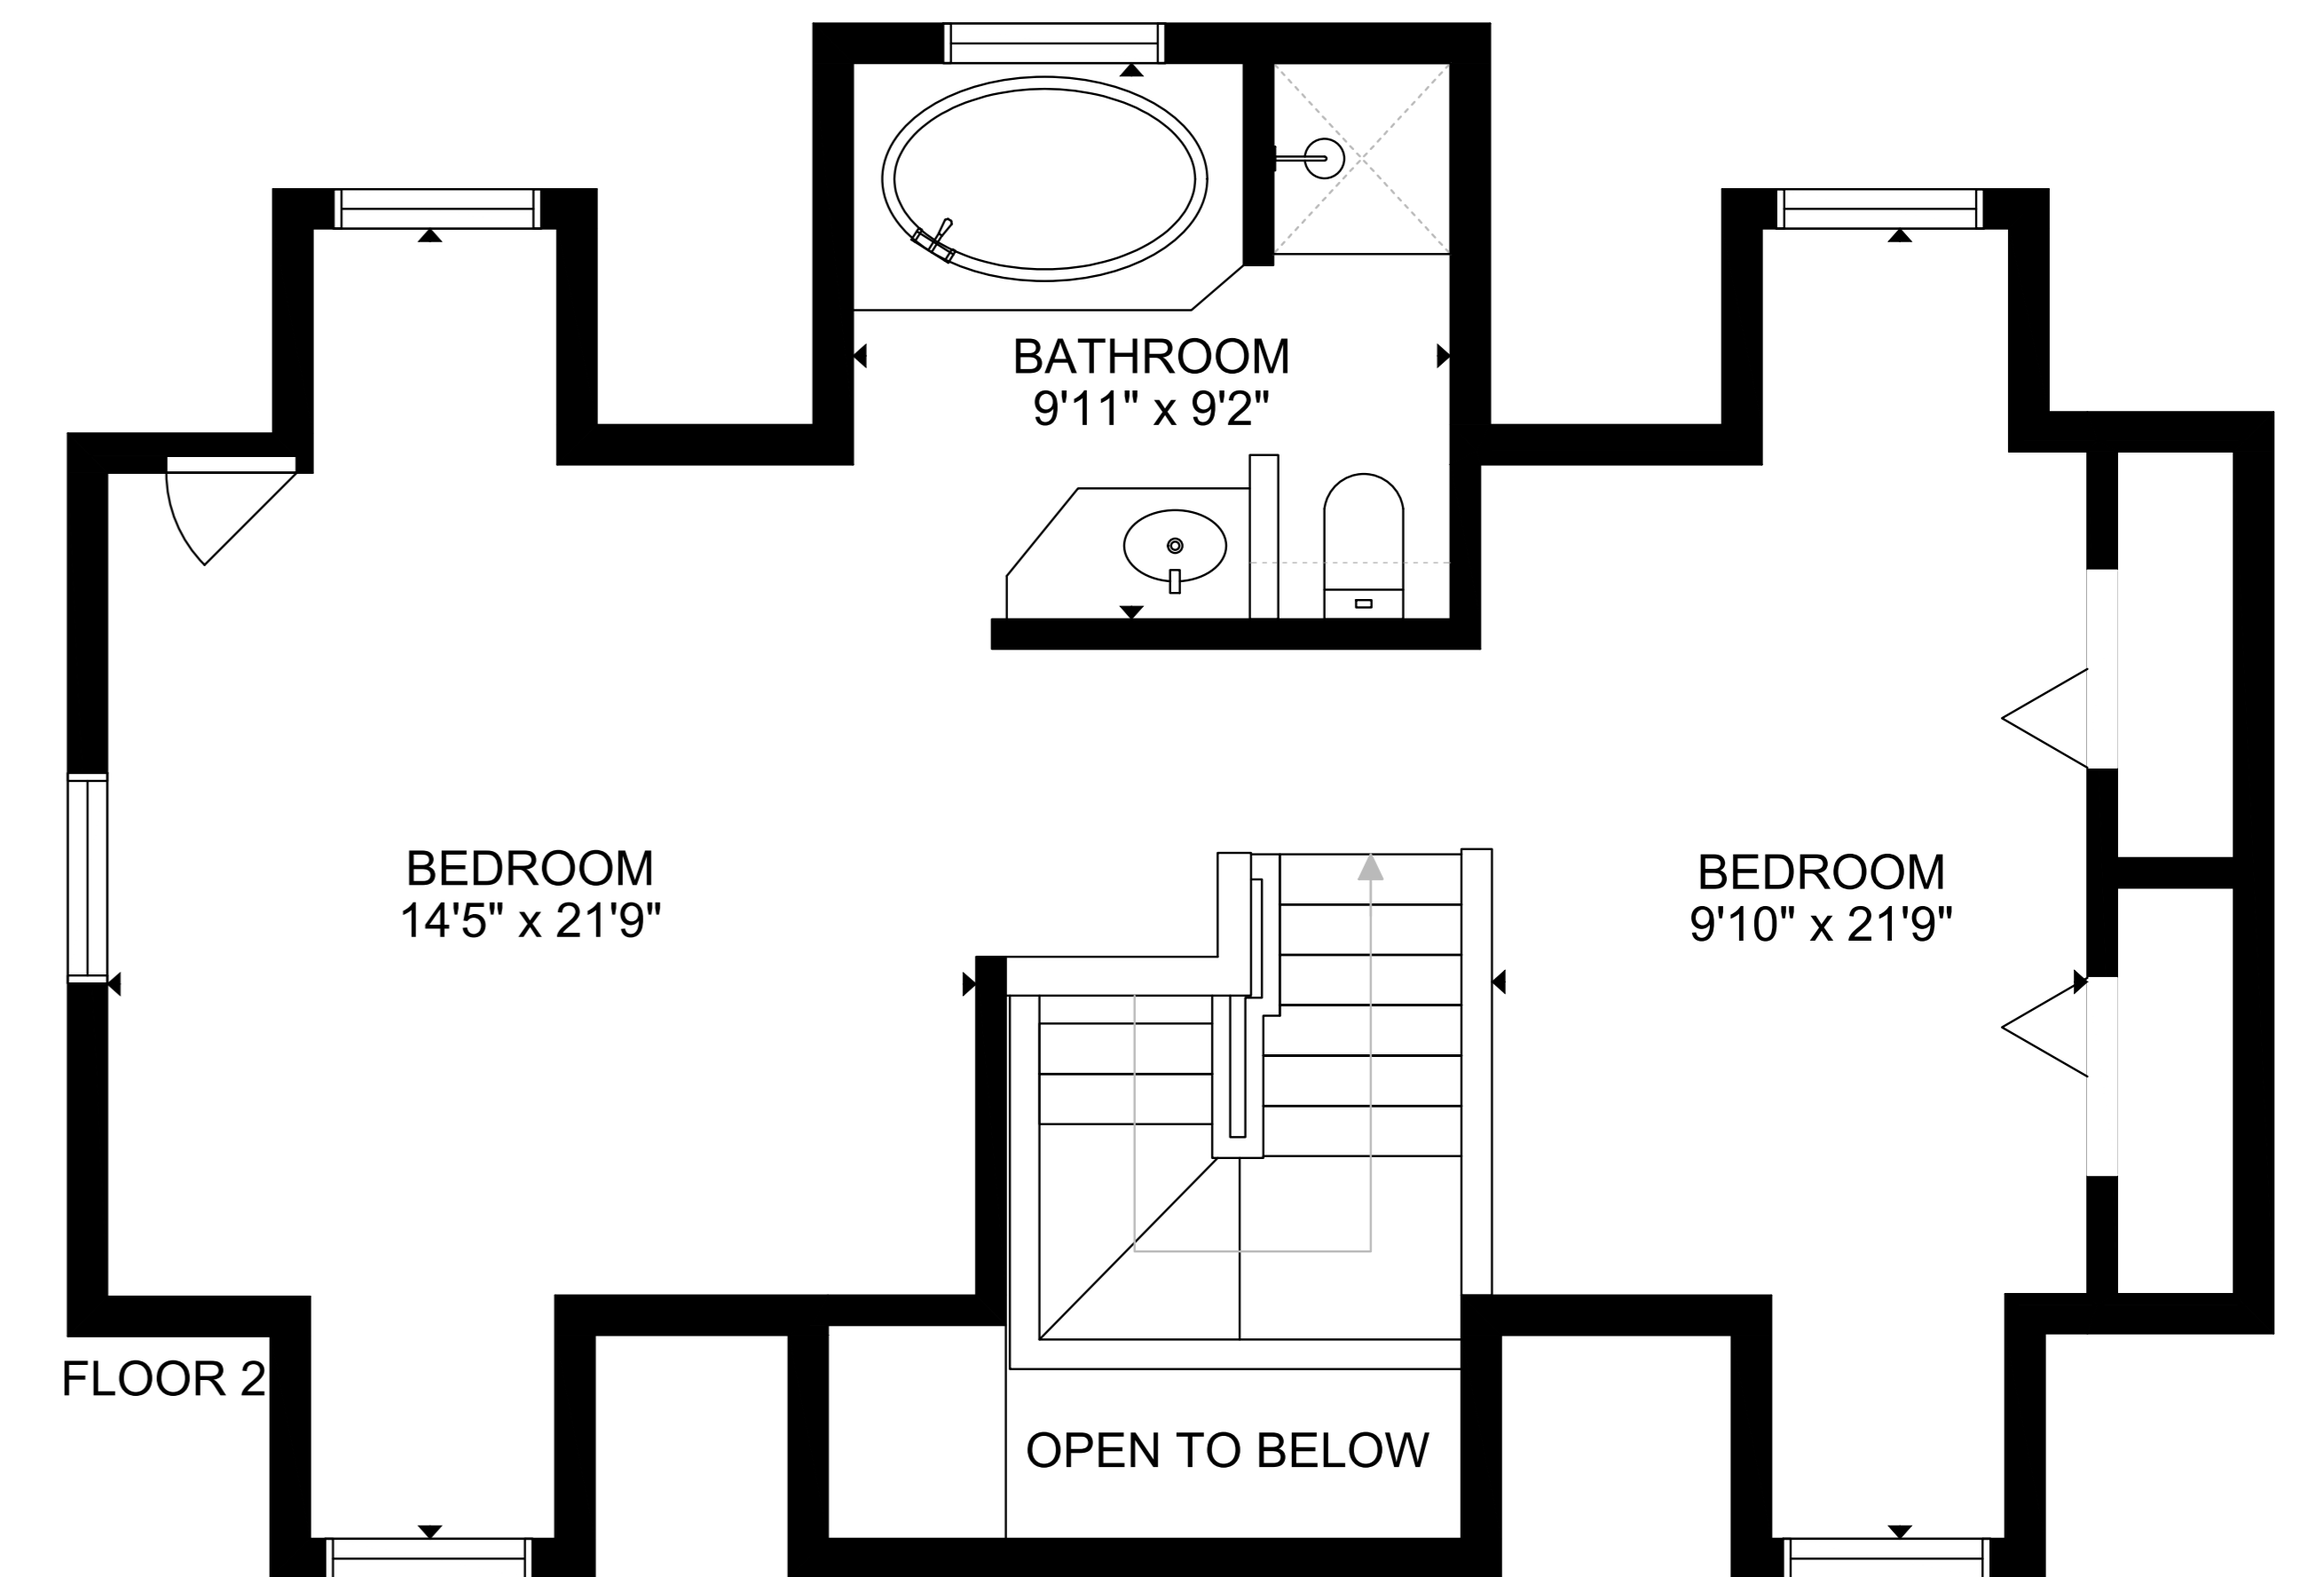 BATHROOM
9'11" x 9'2"
BEDROOM
14'5" x 21'9"
BEDROOM
9'10" x 21'9"
FLOOR 2
OPEN TO BELOW